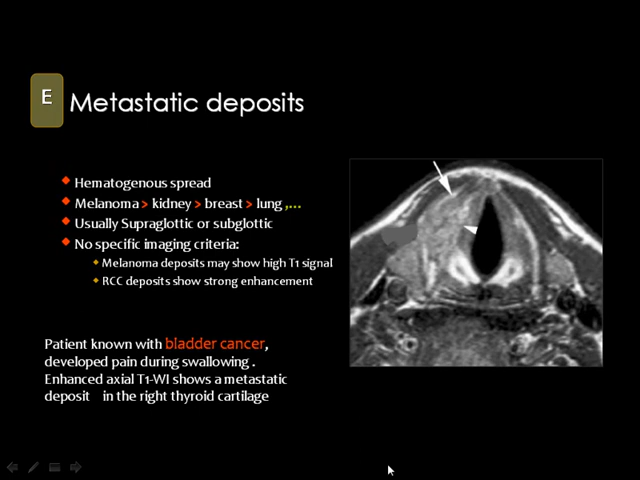 E
Metastatic deposits
Hematogenous spread
Melanoma > kidney > breast > lung ,...
Usually Supraglottic or subglottic
No specific imaging criteria:
Melanoma deposits may show high T1 signal
RCC deposits show strong enhancement
Patient known with bladder cancer,
developed pain during swallowing .
Enhanced axial T1-WI shows a metastatic
deposit in the right thyroid cartilage